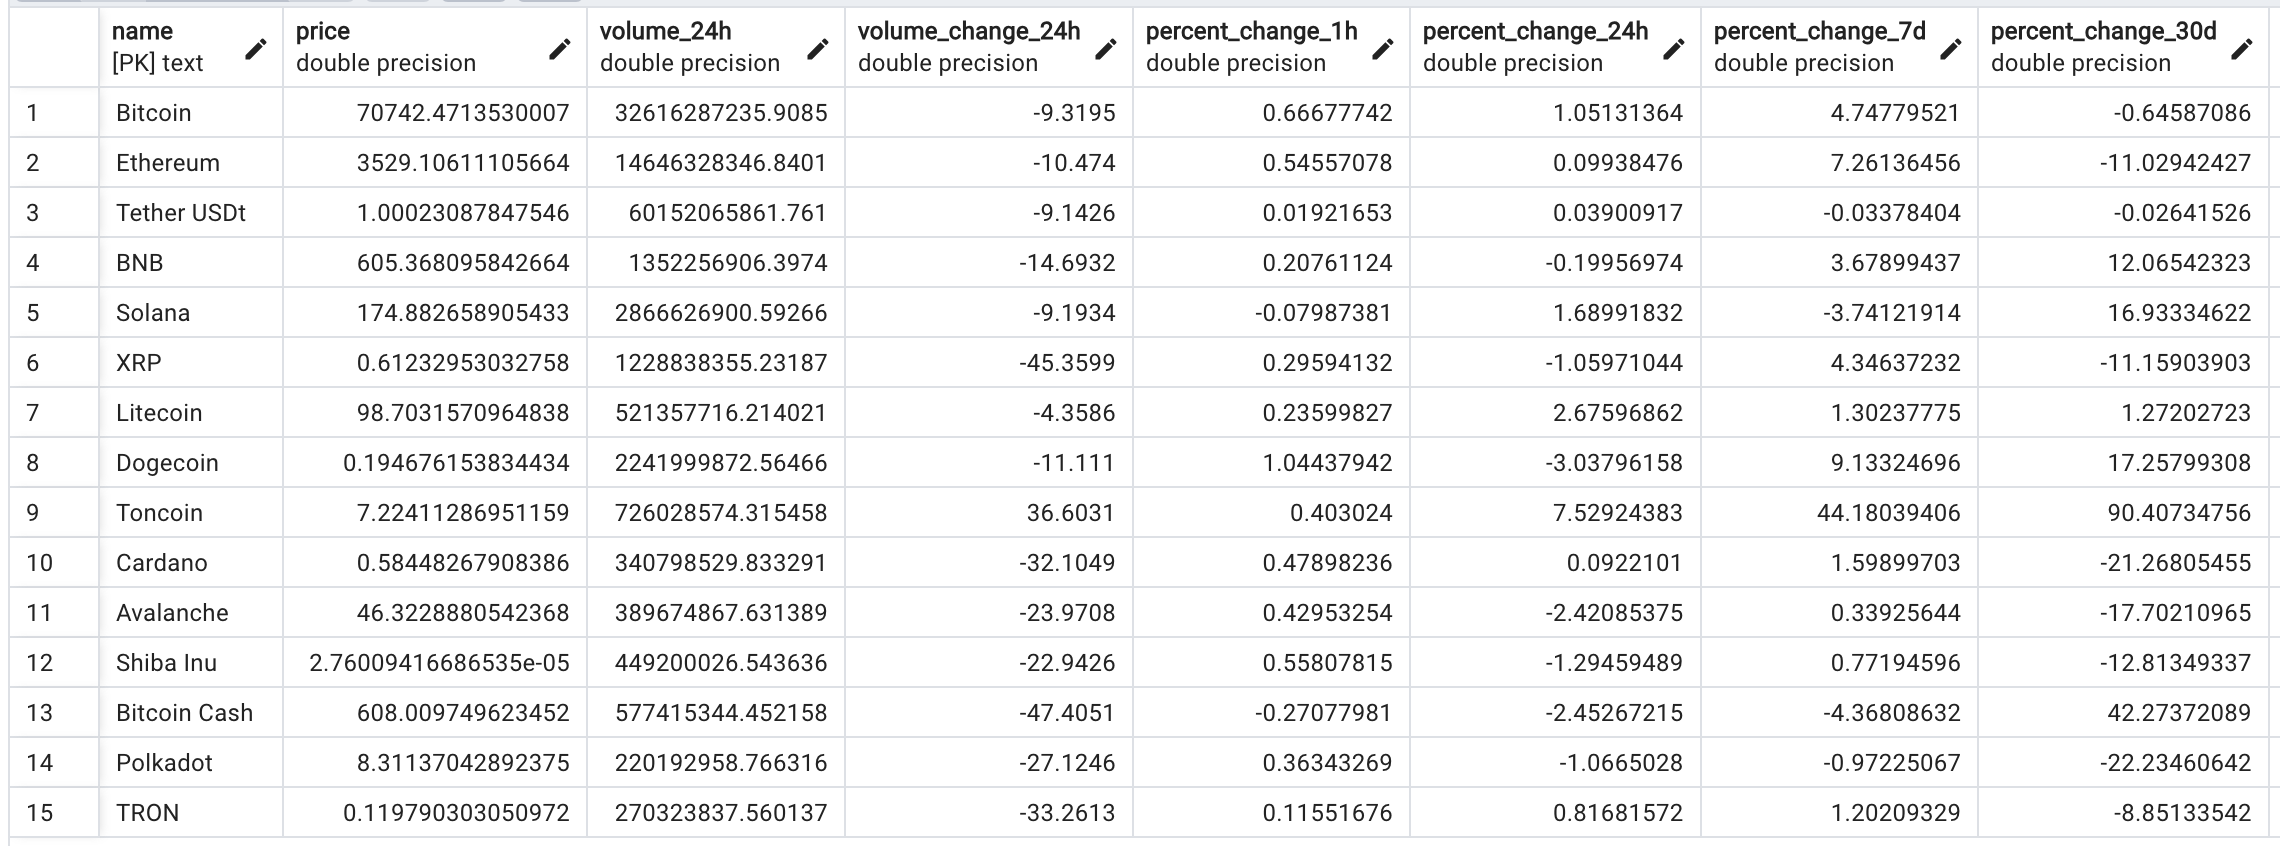 name price volume_24h volume_change_24h percent_change_1h percent_change_24h percent_change_7d percent_change_30d
[PK] text double precision double precision double precision double precision double precision double precision double precision
1 Bitcoin 70742.4713530007 32616287235.9085 -9.3195 0.66677742 1.05131364 4.74779521 -0.64587086
2 Ethereum 3529.10611105664 14646328346.8401 -10.474 0.54557078 0.09938476 7.26136456 -11.02942427
3 Tether USDt 1.00023087847546 60152065861.761 -9.1426 0.01921653 0.03900917 -0.03378404 -0.02641526
4 BNB 605.368095842664 1352256906.3974 -14.6932 0.20761124 -0.19956974 3.67899437 12.06542323
5 Solana 174.882658905433 2866626900.59266 -9.1934 -0.07987381 1.68991832 -3.74121914 16.93334622
6 XRP 0.61232953032758 1228838355.23187 -45.3599 0.29594132 -1.05971044 4.34637232 -11.15903903
7 Litecoin 98.7031570964838 521357716.214021 -4.3586 0.23599827 2.67596862 1.30237775 1.27202723
8 Dogecoin 0.194676153834434 2241999872.56466 -11.111 1.04437942 -3.03796158 9.13324696 17.25799308
9 Toncoin 7.22411286951159 726028574.315458 36.6031 0.403024 7.52924383 44.18039406 90.40734756
10 Cardano 0.58448267908386 340798529.833291 -32.1049 0.47898236 0.0922101 1.59899703 -21.26805455
11 Avalanche 46.3228880542368 389674867.631389 -23.9708 0.42953254 -2.42085375 0.33925644 -17.70210965
12 Shiba Inu 2.76009416686535e-05 449200026.543636 -22.9426 0.55807815 -1.29459489 0.77194596 -12.81349337
13 Bitcoin Cash 608.009749623452 577415344.452158 -47.4051 -0.27077981 -2.45267215 -4.36808632 42.27372089
14 Polkadot 8.31137042892375 220192958.766316 -27.1246 0.36343269 -1.0665028 -0.97225067 -22.23460642
15 TRON 0.119790303050972 270323837.560137 -33.2613 0.11551676 0.81681572 1.20209329 -8.85133542